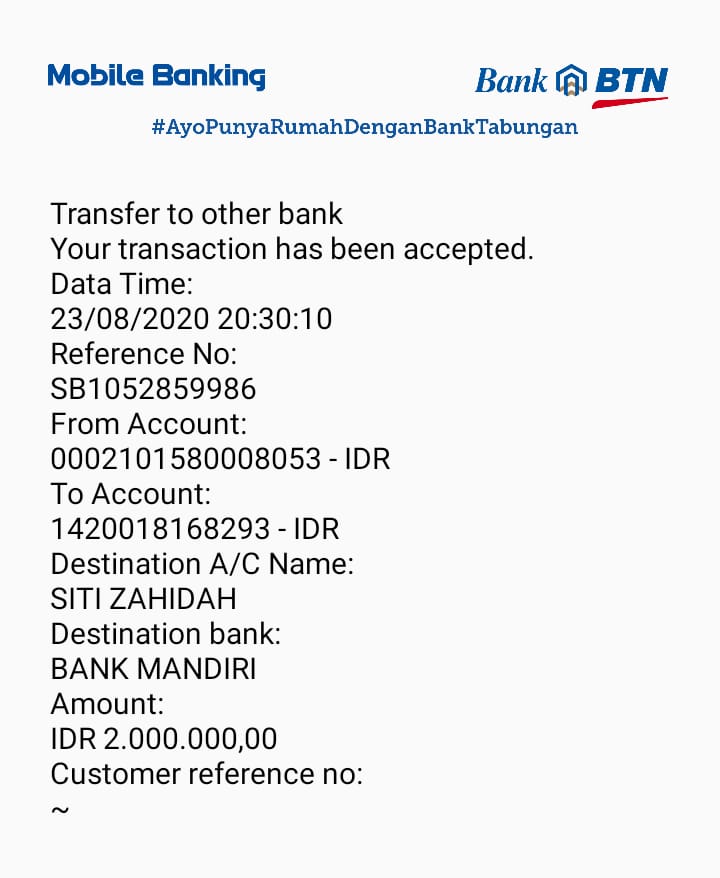 Mobile Banking
Bank BTN
#AyoPunyaRumahDenganBankTabungan
Transfer to other bank
Your transaction has been accepted.
Data Time:
23/08/2020 20:30:10
Reference No:
SB1052859986
From Account:
0002101580008053 - IDR
To Account:
1420018168293 - IDR
Destination A/C Name:
SITI ZAHIDAH
Destination bank:
BANK MANDIRI
Amount:
IDR 2.000.000,00
Customer reference no:
~